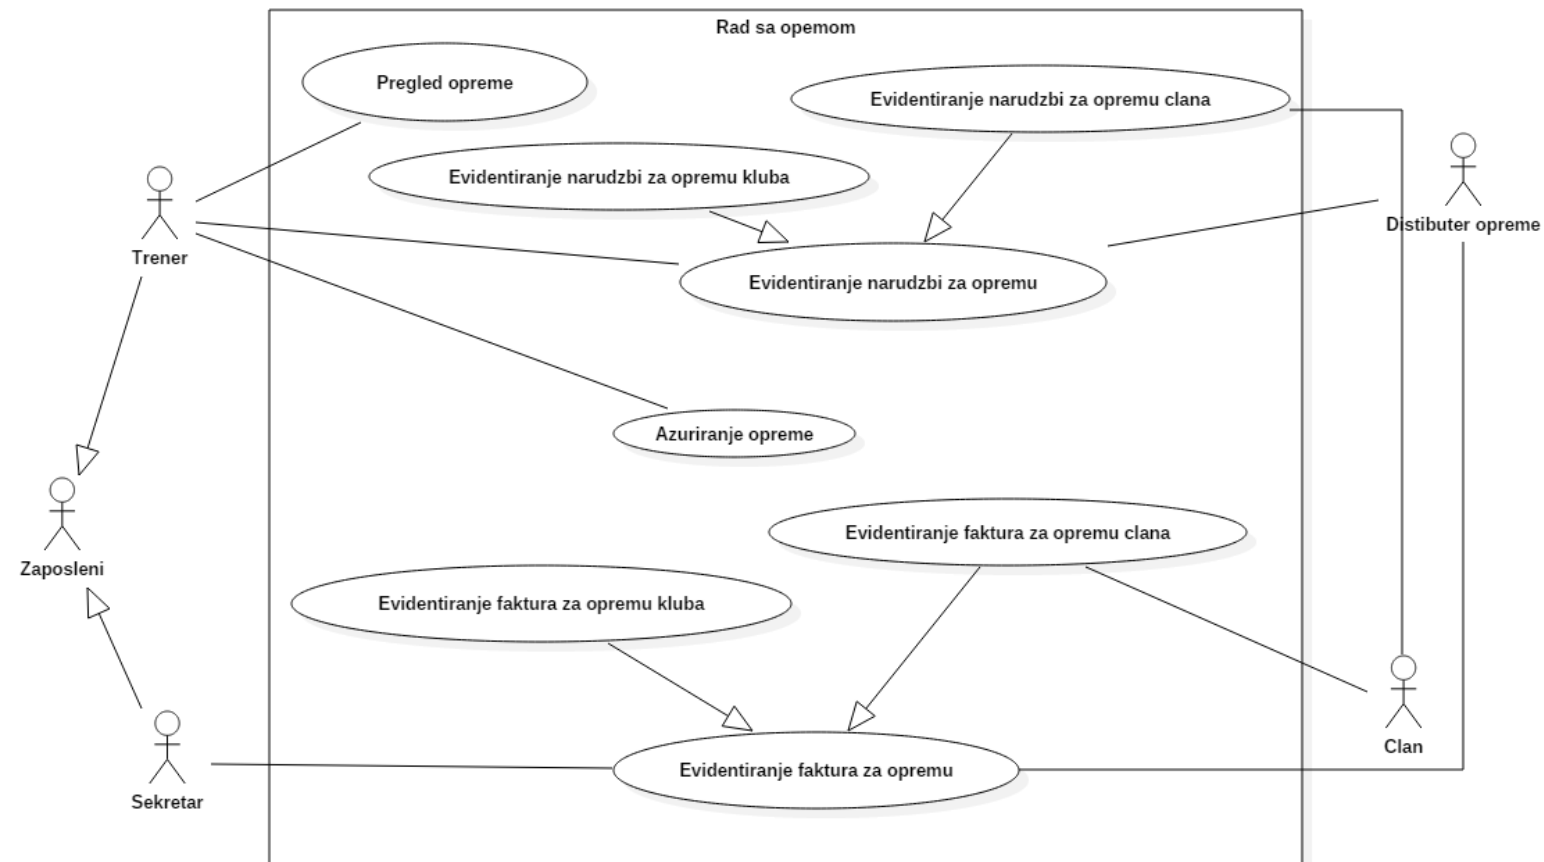 Rad sa opemom
Pregled opreme
Evidentiranje narudzbi za opremu clana
Evidentiranje narudzbi za opremu kluba
Distibuter opreme
Trener
Evidentiranje narudzbi za opremu
Azuriranje opreme
Evidentiranje faktura za opremu clana
Zaposleni
Evidentiranje faktura za opremu kluba
Clan
Evidentiranje faktura za opremu
Sekretar